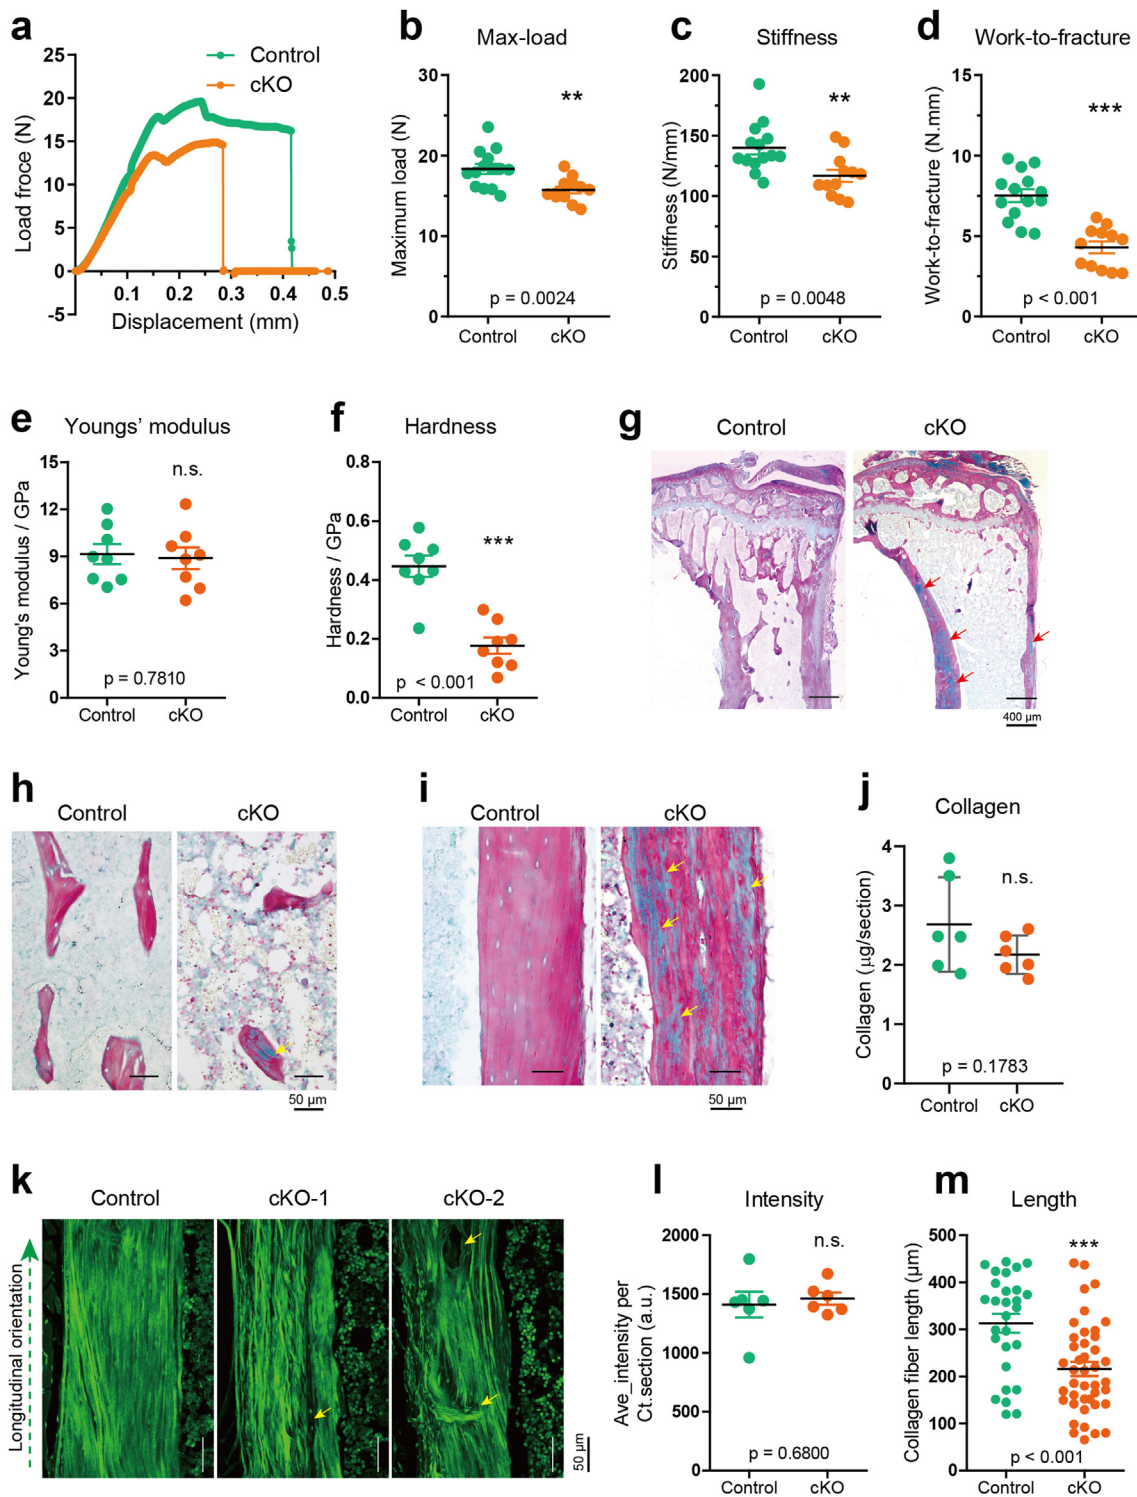 a
Load froce (N)
25
20
15
10
5
0
-5
0.1 0.2 0.3 0.4 0.5
Displacement (mm)
Control
cKO
b
Max-load
Maximum load (N)
30
20
10
0
**
p = 0.0024
Control cKO
c
Stiffness
Stiffness (N/mm)
200
150
100
50
0
**
p = 0.0048
Control cKO
d
Work-to-fracture
Work-to-fracture (N.mm)
15
10
5
0
***
p < 0.001
Control cKO
e
Youngs’ modulus
Young's modulus / GPa
15
12
9
6
3
0
n.s.
p = 0.7810
Control cKO
f
Hardness
Hardness / GPa
0.8
0.6
0.4
0.2
0.0
***
p < 0.001
Control cKO
g
Control cKO
400 µm
h
Control cKO
50 µm
i
Control cKO
50 µm
j
Collagen
Collagen (µg/section)
4
3
2
1
0
n.s.
p = 0.1783
Control cKO
k
Control cKO-1 cKO-2
Longitudinal orientation
50 µm
l
Intensity
Ave_intensity per
Ct.section (a.u.)
2000
1500
1000
500
0
n.s.
p = 0.6800
Control cKO
m
Length
Collagen fiber length (µm)
500
400
300
200
100
0
***
p < 0.001
Control cKO